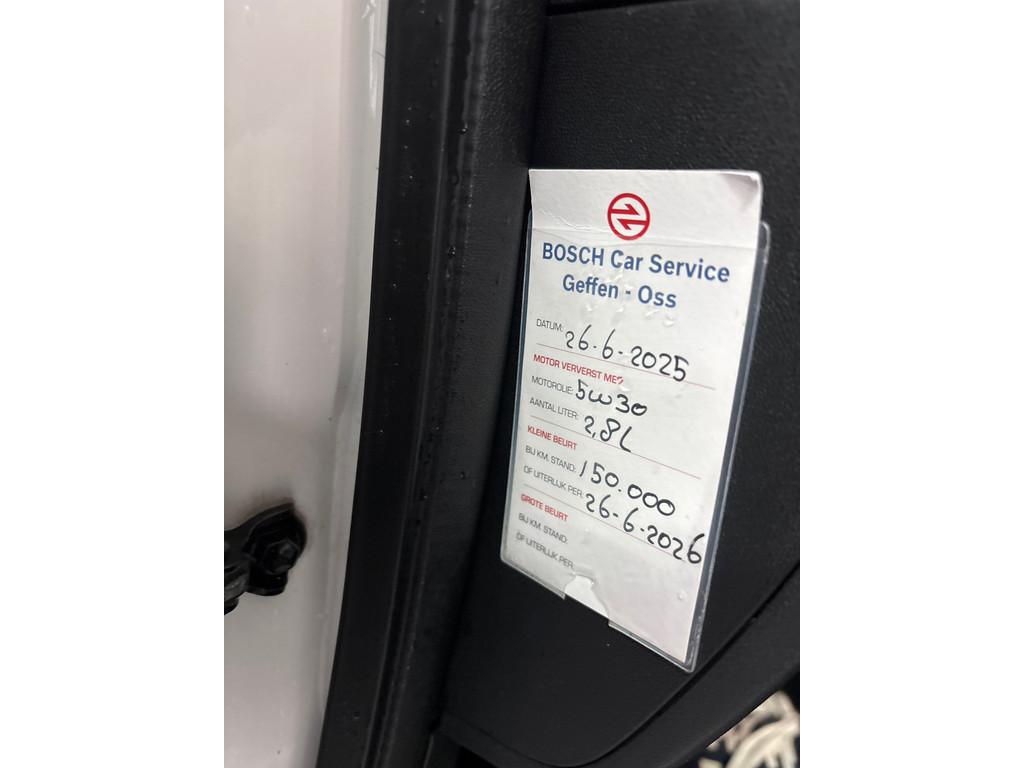 BOSCH Car Service
Geffen - Oss
DATUM: 26-6-2025
MOTOR VERVERST MET
MOTOROLIE: 5w30
AANTAL LITER: 2,8L
KLEINE BEURT
BIJ KM. STAND: 150.000
OF UITERLIJK PER: 26-6-2026
GROTE BEURT
BIJ KM. STAND:
OF UITERLIJK PER: